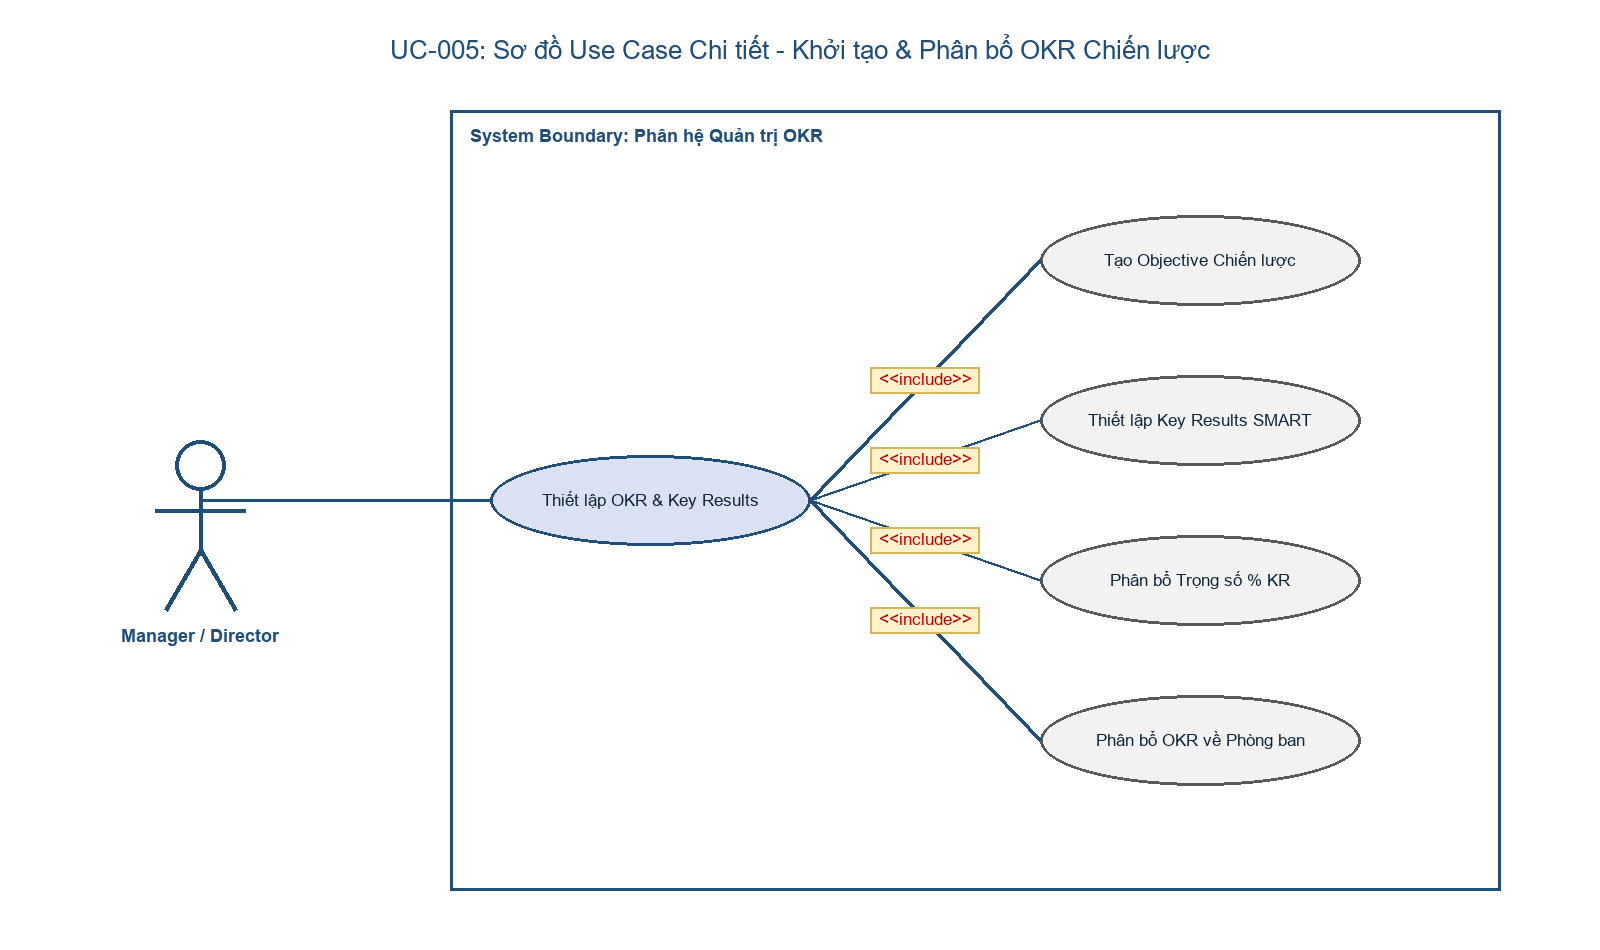 UC-005: Sơ đồ Use Case Chi tiết - Khởi tạo & Phân bổ OKR Chiến lược
System Boundary: Phân hệ Quản trị OKR
Tạo Objective Chiến lược
<<include>>
Thiết lập Key Results SMART
<<include>>
Thiết lập OKR & Key Results
<<include>>
Phân bổ Trọng số % KR
<<include>>
Manager / Director
Phân bổ OKR về Phòng ban